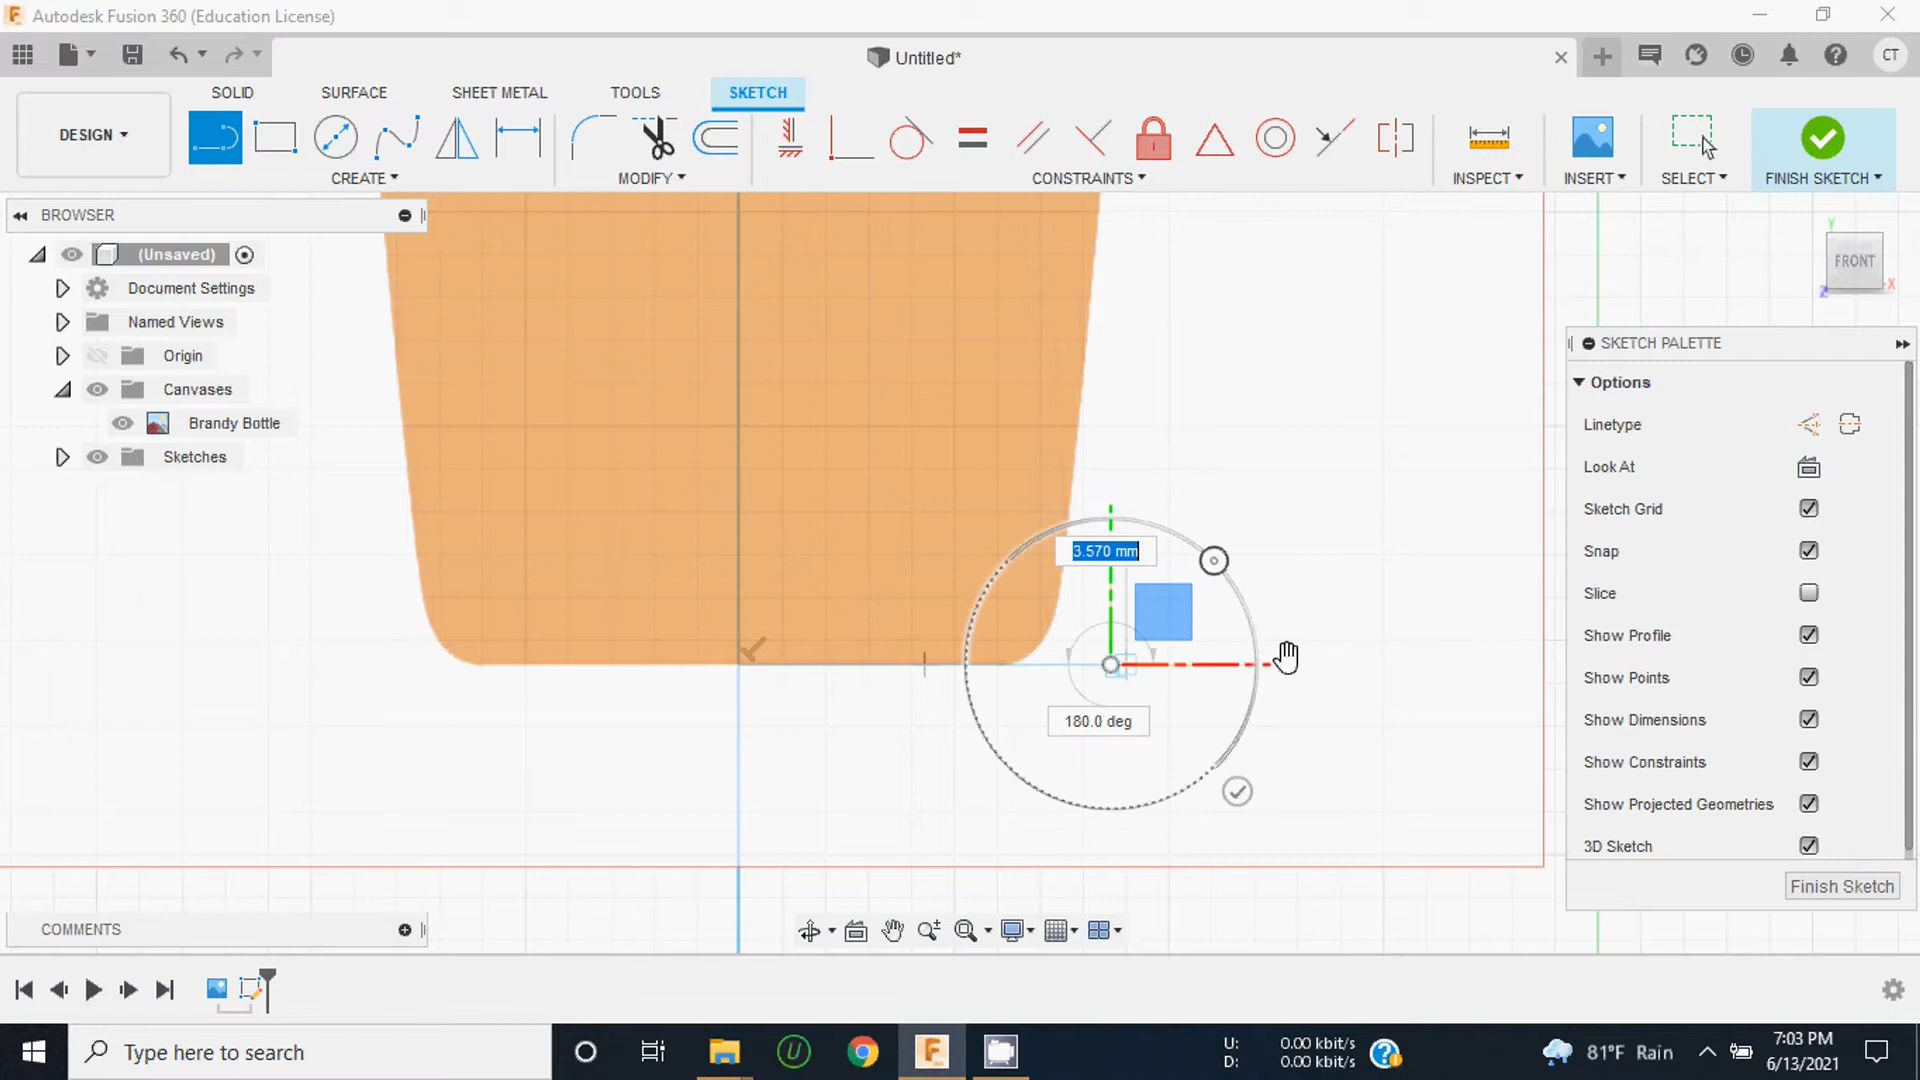 Autodesk Fusion 360 (Education License)
Untitled*
CT
DESIGN
SOLID
SURFACE
SHEET METAL
TOOLS
SKETCH
CREATE
MODIFY
CONSTRAINTS
INSPECT
INSERT
SELECT
FINISH SKETCH
BROWSER
(Unsaved)
Document Settings
Named Views
Origin
Canvases
Brandy Bottle
Sketches
Y
FRONT
X
Z
SKETCH PALETTE
Options
Linetype
Look At
Sketch Grid
Snap
Slice
Show Profile
Show Points
Show Dimensions
Show Constraints
Show Projected Geometries
3D Sketch
Finish Sketch
3.570 mm
180.0 deg
COMMENTS
Type here to search
U: 0.00 kbit/s
D: 0.00 kbit/s
81°F Rain
7:03 PM
6/13/2021